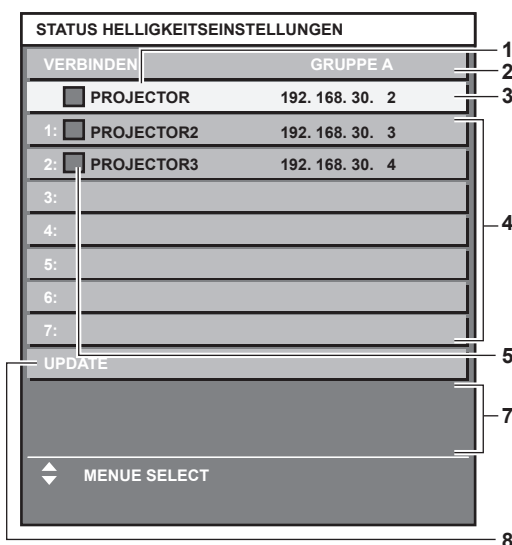 STATUS HELLIGKEITSEINSTELLUNGEN
VERBINDEN GRUPPE A
PROJECTOR 192. 168. 30. 2
1: PROJECTOR2 192. 168. 30. 3
2: PROJECTOR3 192. 168. 30. 4
3:
4:
5:
6:
7:
UPDATE
MENUE SELECT
1
2
3
4
5
7
8